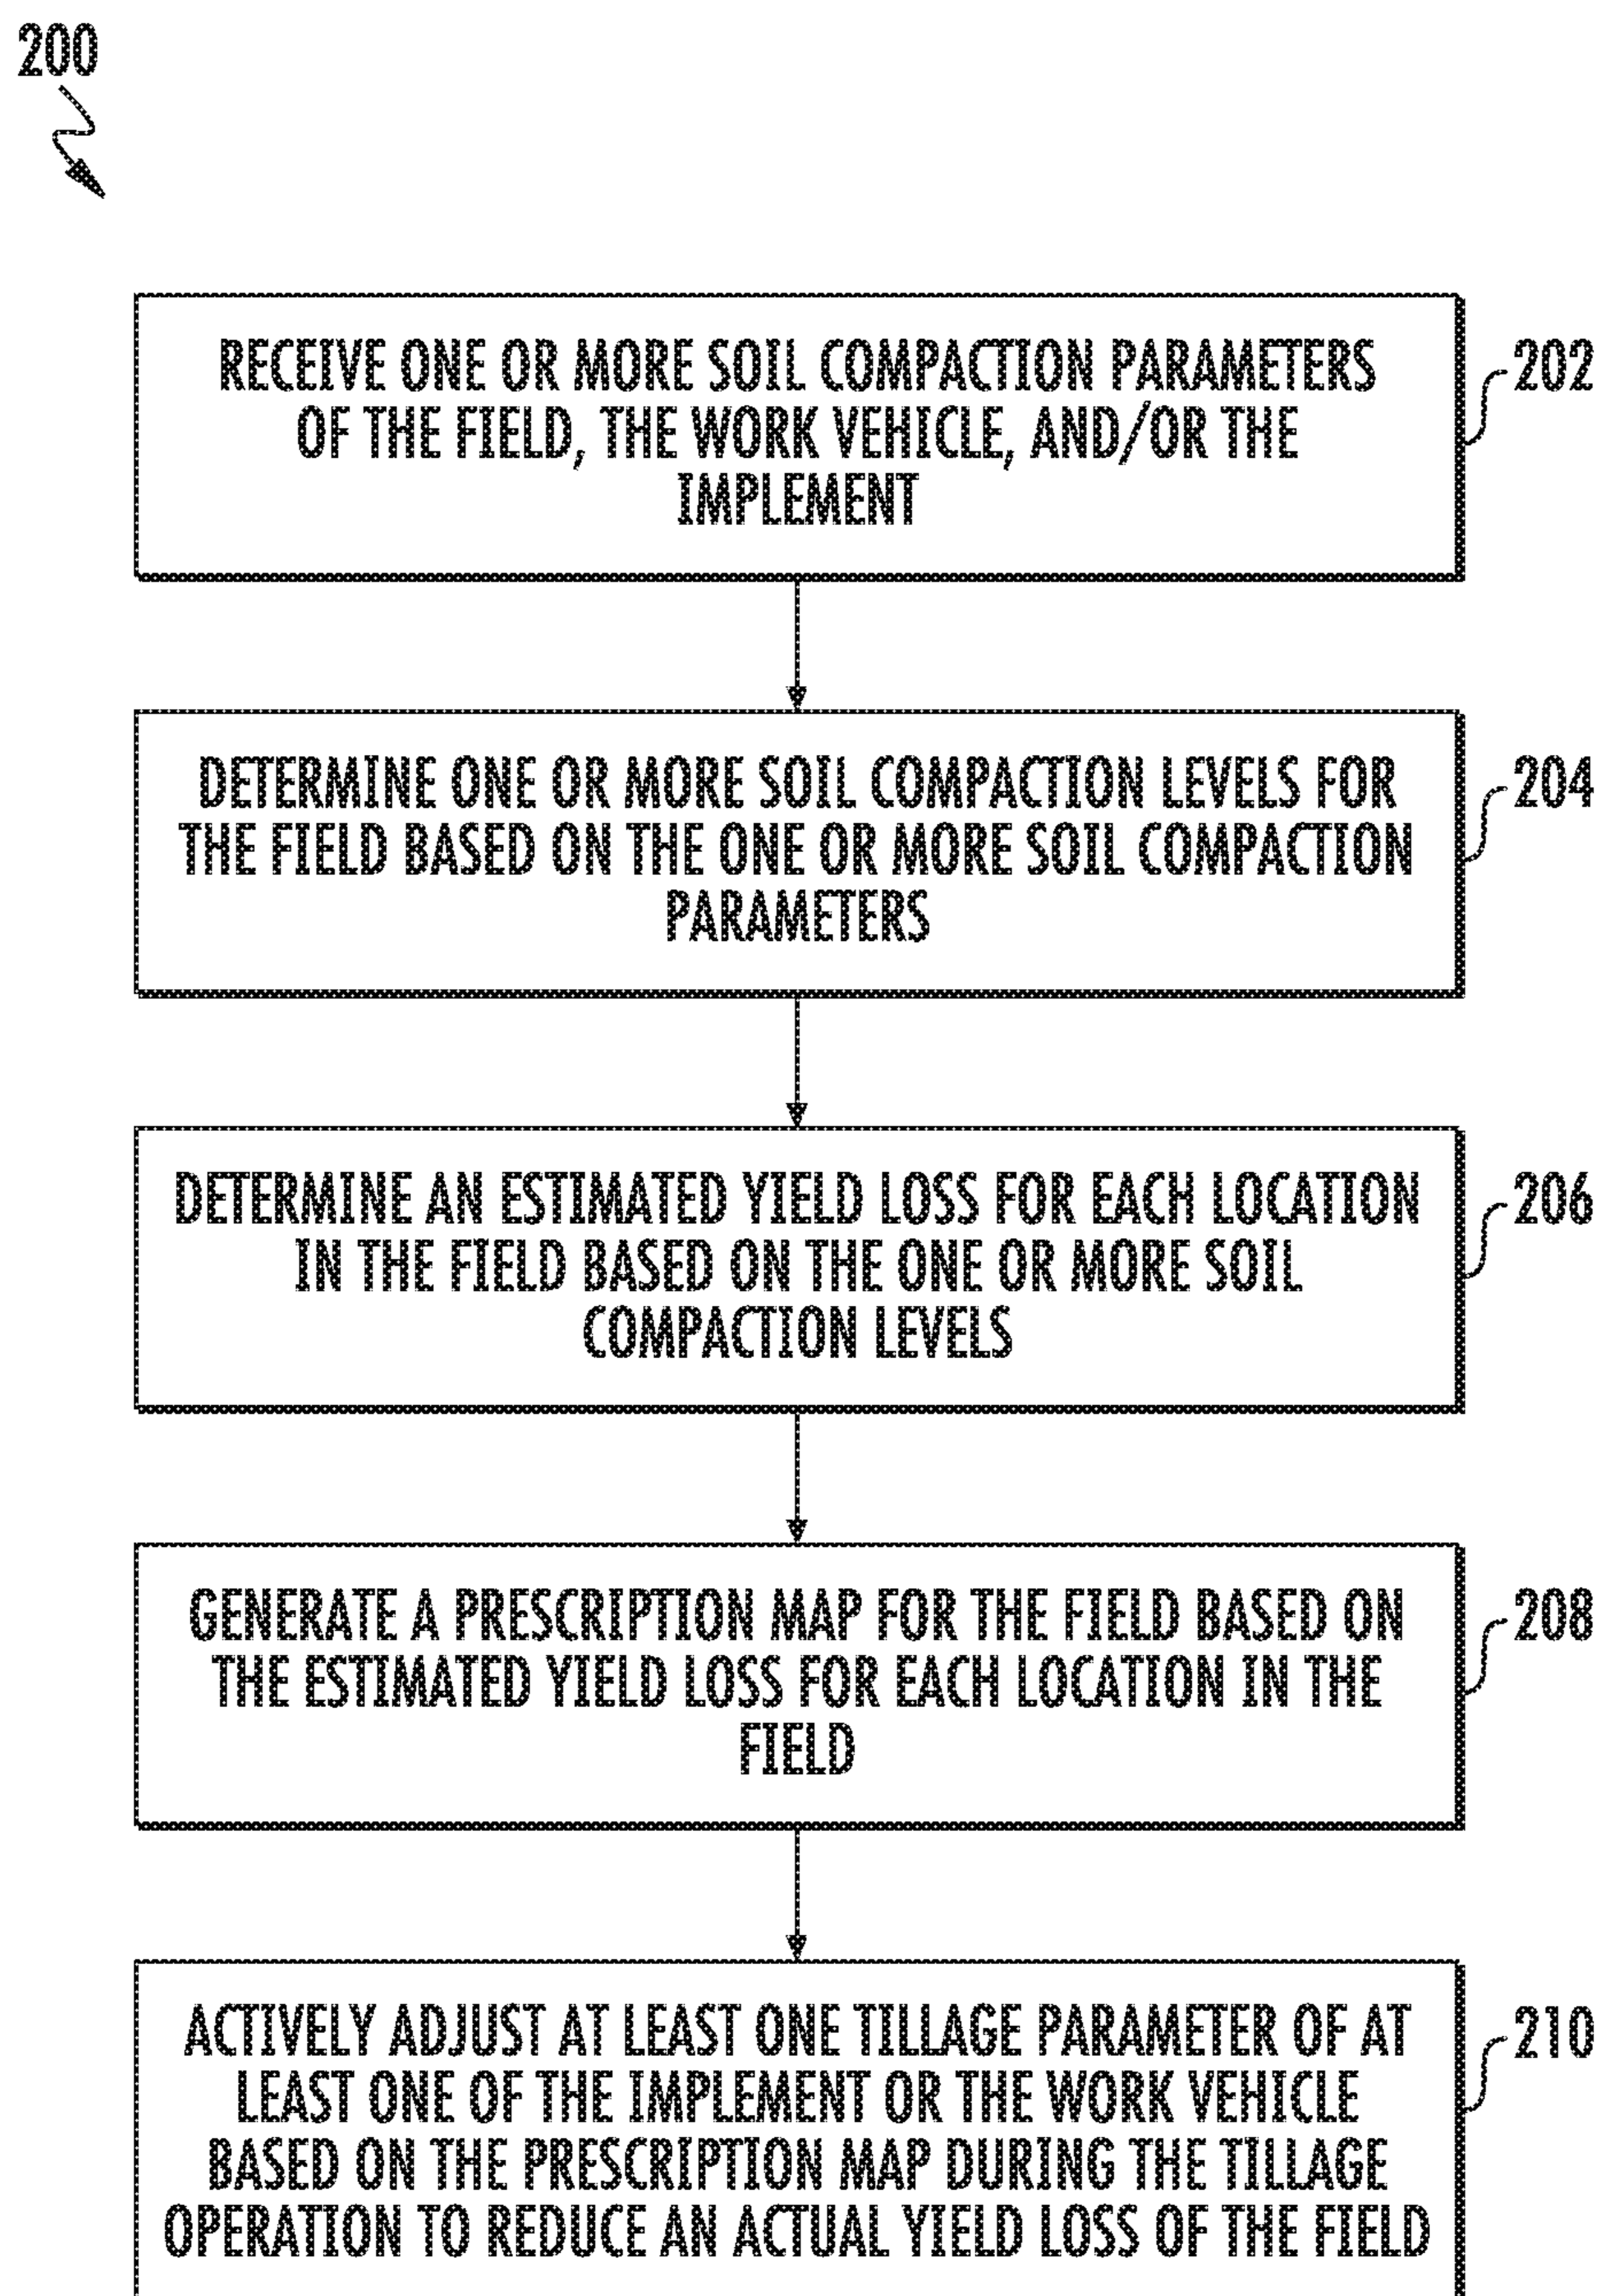 200
RECEIVE ONE OR MORE SOIL COMPACTION PARAMETERS
OF THE FIELD, THE WORK VEHICLE, AND/OR THE
IMPLEMENT
202
DETERMINE ONE OR MORE SOIL COMPACTION LEVELS FOR
THE FIELD BASED ON THE ONE OR MORE SOIL COMPACTION
PARAMETERS
204
DETERMINE AN ESTIMATED YIELD LOSS FOR EACH LOCATION
IN THE FIELD BASED ON THE ONE OR MORE SOIL
COMPACTION LEVELS
206
GENERATE A PRESCRIPTION MAP FOR THE FIELD BASED ON
THE ESTIMATED YIELD LOSS FOR EACH LOCATION IN THE
FIELD
208
ACTIVELY ADJUST AT LEAST ONE TILLAGE PARAMETER OF AT
LEAST ONE OF THE IMPLEMENT OR THE WORK VEHICLE
BASED ON THE PRESCRIPTION MAP DURING THE TILLAGE
OPERATION TO REDUCE AN ACTUAL YIELD LOSS OF THE FIELD
210